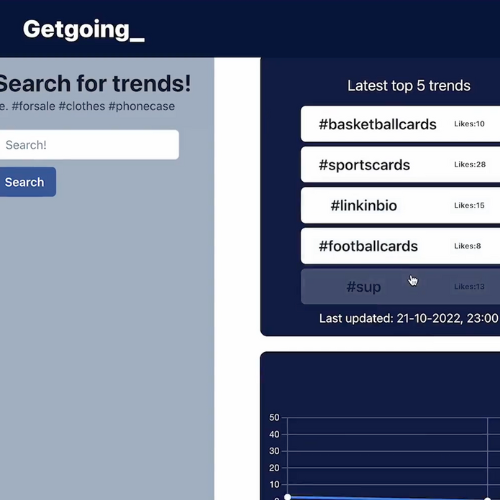 Getgoing_
Search for trends!
e. #forsale #clothes #phonecase
Search!
Search
Latest top 5 trends
#basketballcards Likes:10
#sportscards Likes:28
#linkinbio Likes:15
#footballcards Likes:8
#sup Likes:13
Last updated: 21-10-2022, 23:00
50
40
30
20
10